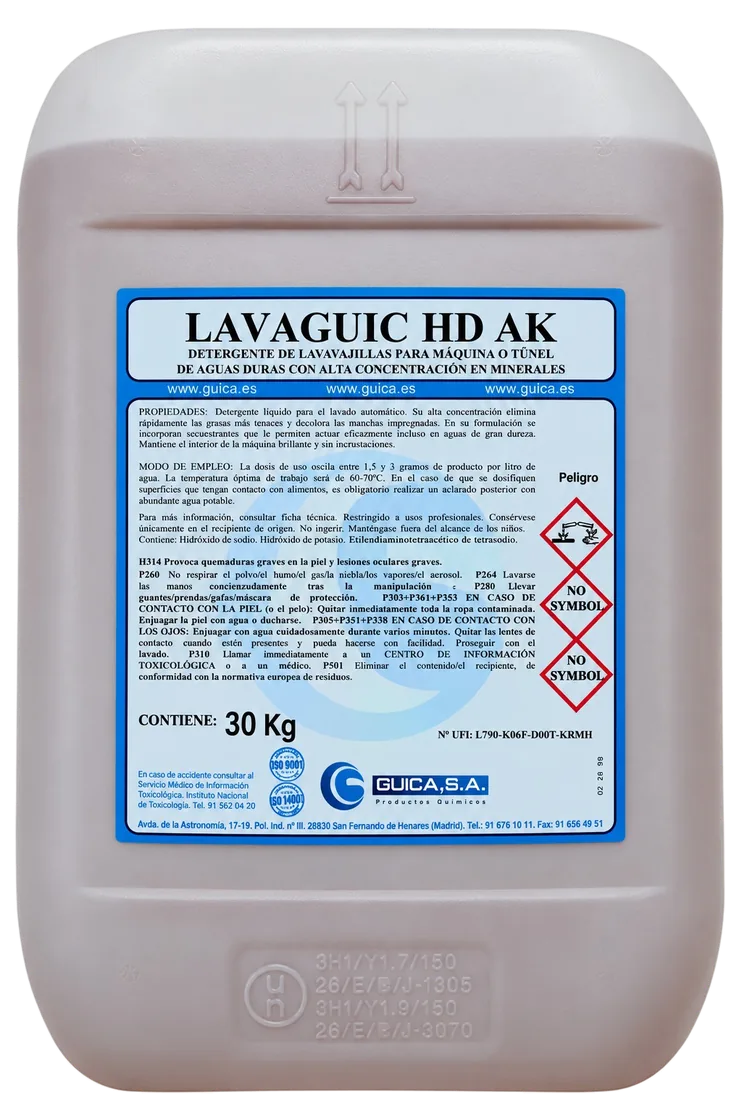 LAVAGUIC HD AK
DETERGENTE DE LAVAVAJILLAS PARA MÁQUINA O TÛNEL
DE AGUAS DURAS CON ALTA CONCENTRACIÓN EN MINERALES
www.guica.es www.guica.es www.guica.es
PROPIEDADES: Detergente líquido para el lavado automático. Su alta concentración elimina
rápidamente las grasas más tenaces y decolora las manchas impregnadas. En su formulación se
incorporan secuestrantes que le permiten actuar eficazmente incluso en aguas de gran dureza.
Mantiene el interior de la máquina brillante y sin incrustaciones.
MODO DE EMPLEO: La dosis de uso oscila entre 1,5 y 3 gramos de producto por litro de
agua. La temperatura óptima de trabajo será de 60-70ºC. En el caso de que se dosifiquen
superficies que tengan contacto con alimentos, es obligatorio realizar un aclarado posterior con
abundante agua potable.
Para más información, consultar ficha técnica. Restringido a usos profesionales. Consérvese
únicamente en el recipiente de origen. No ingerir. Manténgase fuera del alcance de los niños.
Contiene: Hidróxido de sodio. Hidróxido de potasio. Etilendiaminotetraacético de tetrasodio.
H314 Provoca quemaduras graves en la piel y lesiones oculares graves.
P260 No respirar el polvo/el humo/el gas/la niebla/los vapores/el aerosol. P264 Lavarse
las manos concienzudamente tras la manipulación : P280 Llevar
guantes/prendas/gafas/máscara de protección. P303+P361+P353 EN CASO DE
CONTACTO CON LA PIEL (o el pelo): Quitar inmediatamente toda la ropa contaminada.
Enjuagar la piel con agua o ducharse. P305+P351+P338 EN CASO DE CONTACTO CON
LOS OJOS: Enjuagar con agua cuidadosamente durante varios minutos. Quitar las lentes de
contacto cuando estén presentes y pueda hacerse con facilidad. Proseguir con el
lavado. P310 Llamar inmediatamente a un CENTRO DE INFORMACIÓN
TOXICOLÓGICA o a un médico. P501 Eliminar el contenido/el recipiente, de
conformidad con la normativa europea de residuos.
Peligro
NO
SYMBOL
NO
SYMBOL
CONTIENE: 30 Kg
Nº UFI: L790-K06F-D00T-KRMH
02 28 98
En caso de accidente consultar al
Servicio Médico de Información
Toxicológica. Instituto Nacional
de Toxicología. Tel. 91 562 04 20
ISO 9001
ISO 14001
GUICA, S.A.
Productos Químicos
Avda. de la Astronomía, 17-19. Pol. Ind. nº III. 28830 San Fernando de Henares (Madrid). Tel.: 91 676 10 11. Fax: 91 656 49 51
un
3H1/Y1.7/150
26/E/B/J-1305
3H1/Y1.9/150
26/E/B/J-3070